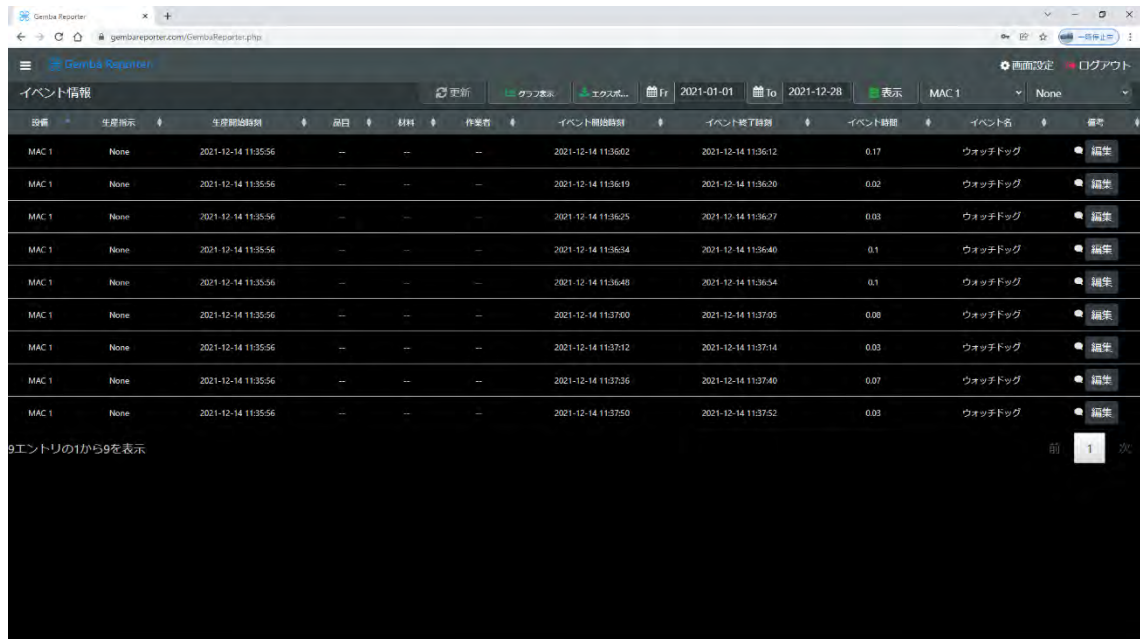 Gemba Reporter
gembareporter.com/GembaReporter.php 一時停止中
Gemba Reporter 画面設定 ログアウト
イベント情報 更新 グラフ表示 エクスポ... Fr 2021-01-01 To 2021-12-28 表示 MAC 1 None
設備 生産指示 生産開始時刻 品目 材料 作業者 イベント開始時刻 イベント終了時刻 イベント時間 イベント名 備考
MAC 1 None 2021-12-14 11:35:56 -- -- -- 2021-12-14 11:36:02 2021-12-14 11:36:12 0.17 ウォッチドッグ 編集
MAC 1 None 2021-12-14 11:35:56 -- -- -- 2021-12-14 11:36:19 2021-12-14 11:36:20 0.02 ウォッチドッグ 編集
MAC 1 None 2021-12-14 11:35:56 -- -- -- 2021-12-14 11:36:25 2021-12-14 11:36:27 0.03 ウォッチドッグ 編集
MAC 1 None 2021-12-14 11:35:56 -- -- -- 2021-12-14 11:36:34 2021-12-14 11:36:40 0.1 ウォッチドッグ 編集
MAC 1 None 2021-12-14 11:35:56 -- -- -- 2021-12-14 11:36:48 2021-12-14 11:36:54 0.1 ウォッチドッグ 編集
MAC 1 None 2021-12-14 11:35:56 -- -- -- 2021-12-14 11:37:00 2021-12-14 11:37:05 0.08 ウォッチドッグ 編集
MAC 1 None 2021-12-14 11:35:56 -- -- -- 2021-12-14 11:37:12 2021-12-14 11:37:14 0.03 ウォッチドッグ 編集
MAC 1 None 2021-12-14 11:35:56 -- -- -- 2021-12-14 11:37:36 2021-12-14 11:37:40 0.07 ウォッチドッグ 編集
MAC 1 None 2021-12-14 11:35:56 -- -- -- 2021-12-14 11:37:50 2021-12-14 11:37:52 0.03 ウォッチドッグ 編集
9エントリの1から9を表示 前 1 次